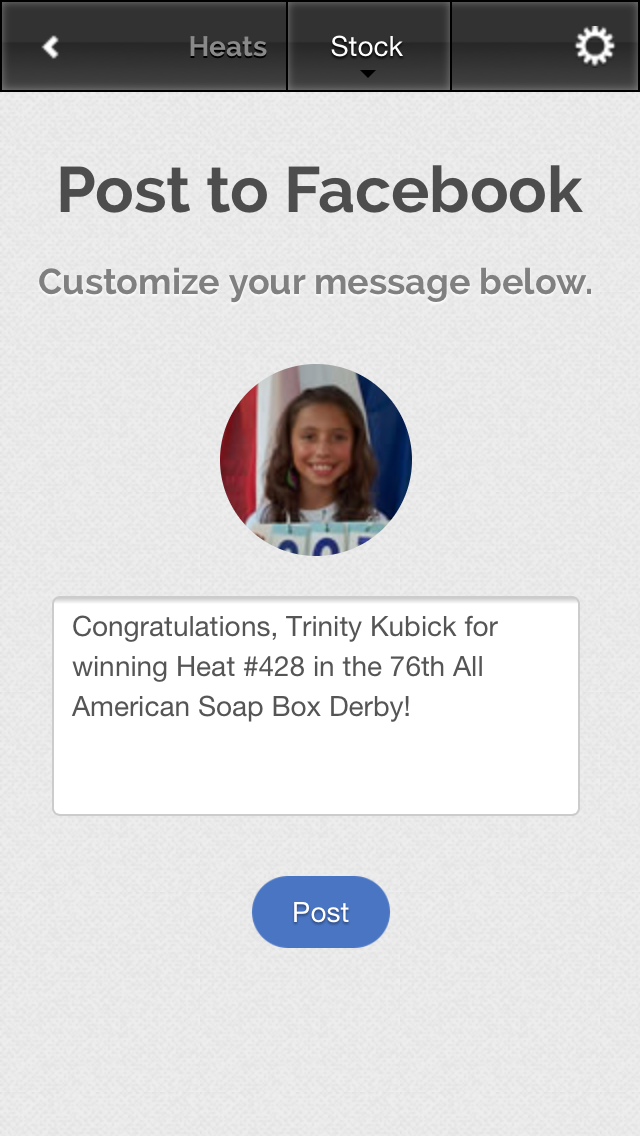 Heats
Stock
Post to Facebook
Customize your message below.
Congratulations, Trinity Kubick for
winning Heat #428 in the 76th All
American Soap Box Derby!
Post